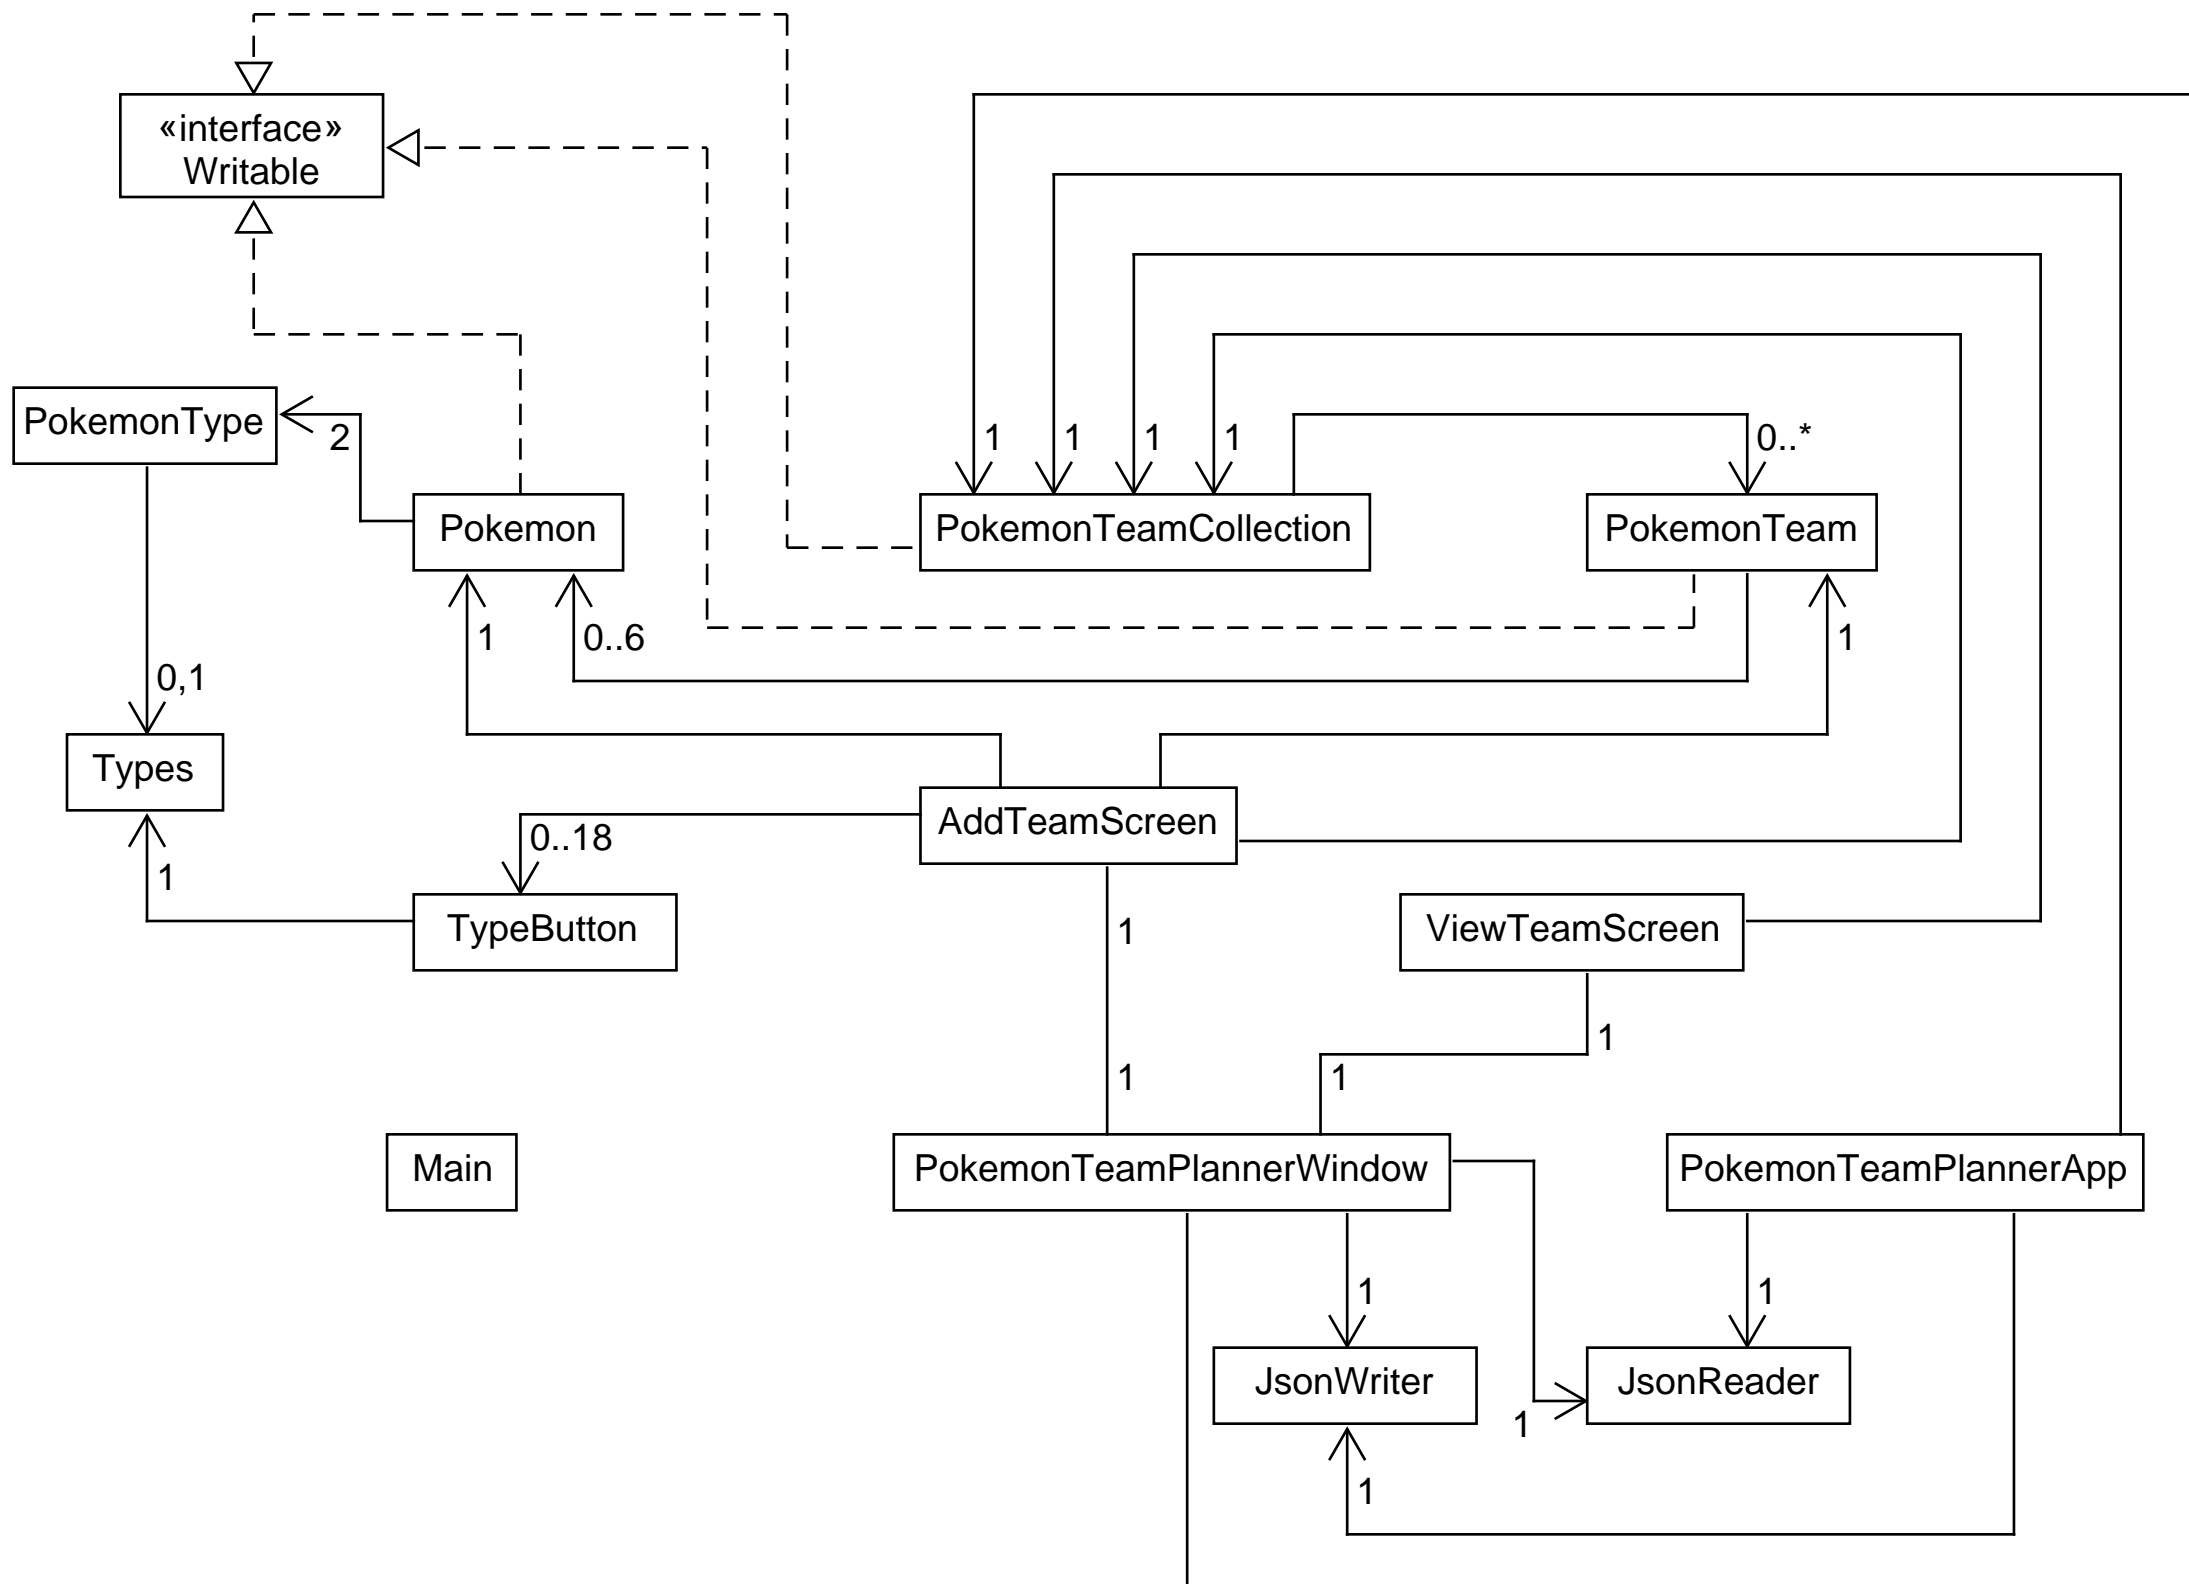 «interface»
Writable
PokemonType
2
1
1
1
1
0..*
Pokemon
PokemonTeamCollection
PokemonTeam
1
0..6
1
0,1
Types
AddTeamScreen
0..18
1
TypeButton
1
ViewTeamScreen
1
1
1
Main
PokemonTeamPlannerWindow
PokemonTeamPlannerApp
1
1
JsonWriter
JsonReader
1
1